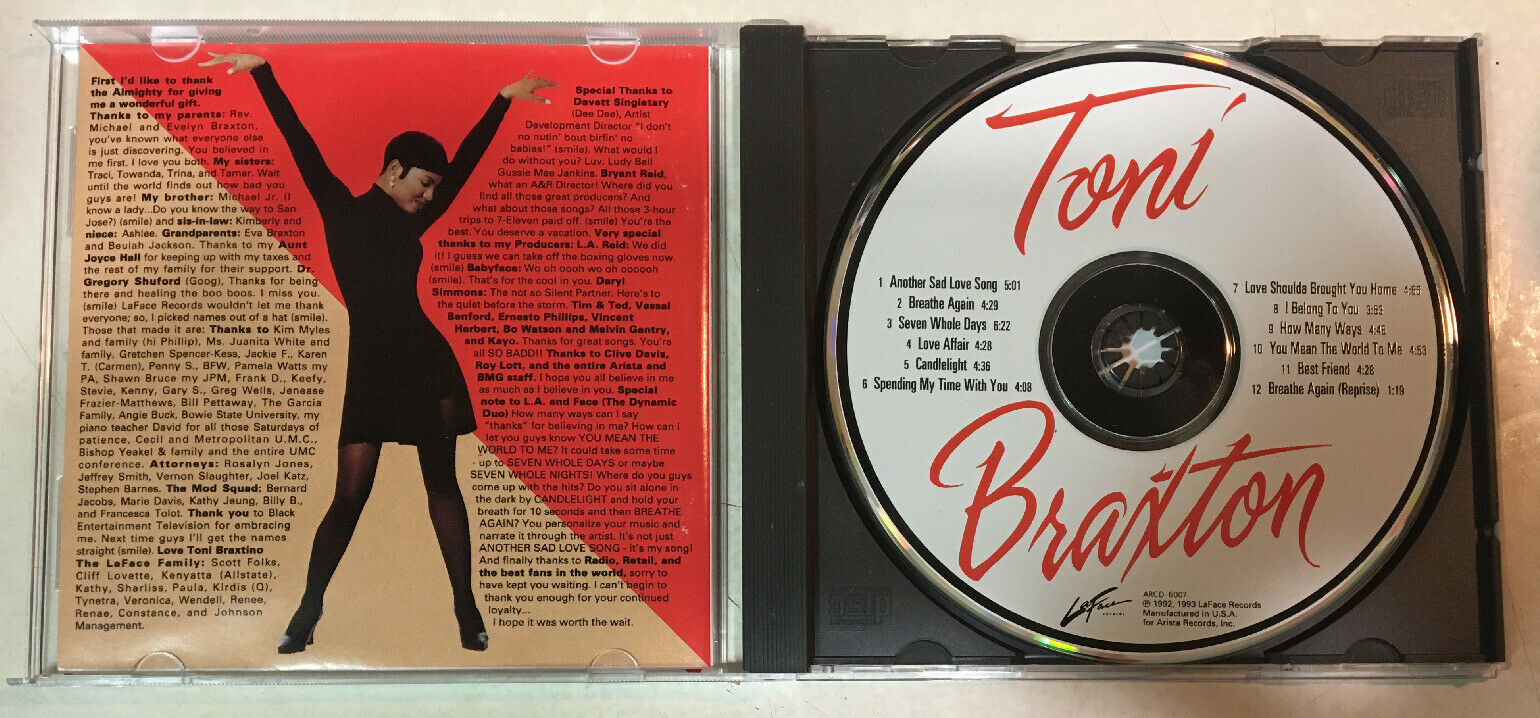 First I'd like to thank
the Almighty for giving
me a wonderful gift.
Thanks to my parents: Rev.
Michael and Evelyn Braxton,
you've known what everyone else
is just discovering. You believed in
me first. I love you both. My sisters:
Traci, Towanda, Trina, and Tamar. Wait
until the world finds out how bad you
guys are! My brother: Michael Jr. (I
know a lady...Do you know the way to San
Jose?) (smile) and sis-in-law: Kimberly and
niece: Ashlee. Grandparents: Eva Braxton
and Beulah Jackson. Thanks to my Aunt
Joyce Hall for keeping up with my taxes and
the rest of my family for their support. Dr.
Gregory Shuford (Goog), Thanks for being
there and healing the boo boos. I miss you.
(smile) LaFace Records wouldn't let me thank
everyone; so, I picked names out of a hat (smile).
Those that made it are: Thanks to Kim Myles
and family (hi Phillip), Ms. Juanita White and
family, Gretchen Spencer-Kess, Jackie F., Karen
T. (Carmen), Penny S., BFW, Pamela Watts my
PA, Shawn Bruce my JPM, Frank D., Keefy,
Stevie, Kenny, Gary S., Greg Wells, Jenease
Frazier-Matthews, Bill Pettaway, The Garcia
Family, Angie Buck, Bowie State University, my
piano teacher David for all those Saturdays of
patience, Cecil and Metropolitan U.M.C.,
Bishop Yeakel & family and the entire UMC
conference. Attorneys: Rosalyn Jones,
Jeffrey Smith, Vernon Slaughter, Joel Katz,
Stephen Barnes. The Mod Squad: Bernard
Jacobs, Marie Davis, Kathy Jeung, Billy B.,
and Francesca Tolot. Thank you to Black
Entertainment Television for embracing
me. Next time guys I'll get the names
straight (smile). Love Toni Braxtino
The LaFace Family: Scott Folks,
Cliff Lovette, Kenyatta (Allstate),
Kathy, Sharliss, Paula, Kirdis (Q),
Tynetra, Veronica, Wendell, Renee,
Renae, Constance, and Johnson
Management.
Special Thanks to
Davett Singletary
(Dee Dee), Artist
Development Director "I don't
no nutin' bout birfin' no
babies!" (smile). What would I
do without you? Luv, Ludy Bell
Gussie Mae Jankins. Bryant Reid,
what an A&R Director! Where did you
find all those great producers? And
what about those songs? All those 3-hour
trips to 7-Eleven paid off. (smile) You're the
best. You deserve a vacation. Very special
thanks to my Producers: L.A. Reid: We did
it! I guess we can take off the boxing gloves now.
(smile) Babyface: Wo oh oooh wo oh oooooh
(smile). That's for the cool in you. Daryl
Simmons: The not so Silent Partner. Here's to
the quiet before the storm. Tim & Ted, Vassal
Benford, Ernesto Phillips, Vincent
Herbert, Bo Watson and Melvin Gentry,
and Kayo. Thanks for great songs. You're
all SO BADD!! Thanks to Clive Davis,
Roy Lott, and the entire Arista and
BMG staff. I hope you all believe in me
as much as I believe in you. Special
note to L.A. and Face (The Dynamic
Duo) How many ways can I say
"thanks" for believing in me? How can I
let you guys know YOU MEAN THE
WORLD TO ME? It could take some time
- up to SEVEN WHOLE DAYS or maybe
SEVEN WHOLE NIGHTS! Where do you guys
come up with the hits? Do you sit alone in
the dark by CANDLELIGHT and hold your
breath for 10 seconds and then BREATHE
AGAIN? You personalize your music and
narrate it through the artist. It's not just
ANOTHER SAD LOVE SONG - it's my song!
And finally thanks to Radio, Retail, and
the best fans in the world, sorry to
have kept you waiting. I can't begin to
thank you enough for your continued
loyalty...
I hope it was worth the wait.
Toni
1 Another Sad Love Song 5:01
2 Breathe Again 4:29
3 Seven Whole Days 6:22
4 Love Affair 4:28
5 Candlelight 4:36
6 Spending My Time With You 4:08
7 Love Shoulda Brought You Home 4:55
8 I Belong To You 3:53
9 How Many Ways 4:45
10 You Mean The World To Me 4:53
11 Best Friend 4:28
12 Breathe Again (Reprise) 1:19
Braxton
LaFace
ARCD 6007
℗ 1992, 1993 LaFace Records
Manufactured in U.S.A.
for Arista Records, Inc.